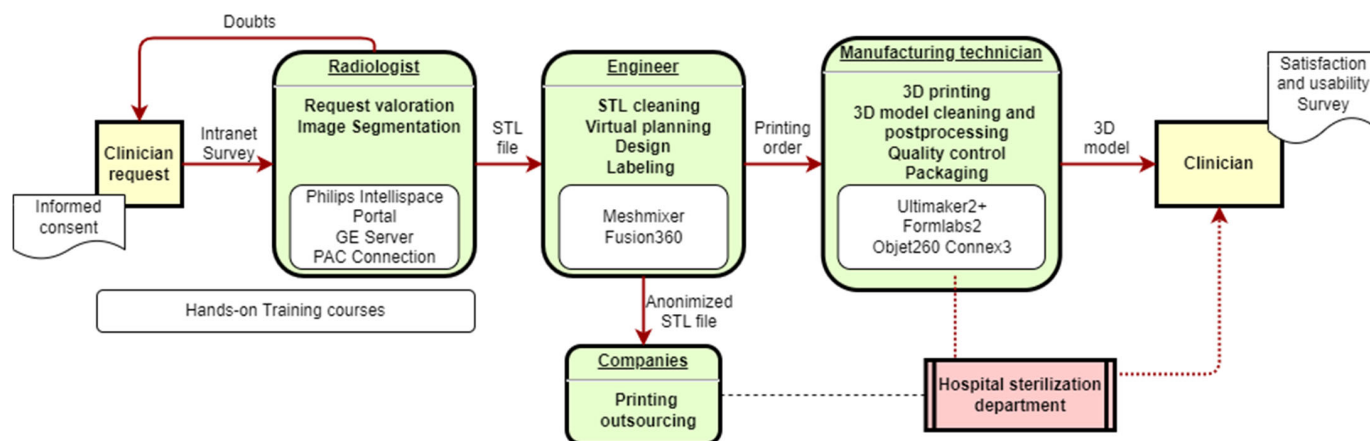 Doubts
Clinician
request
Informed
consent
Intranet
Survey
Radiologist
Request valoration
Image Segmentation
Philips Intellispace
Portal
GE Server
PAC Connection
Hands-on Training courses
STL
file
Engineer
STL cleaning
Virtual planning
Design
Labeling
Meshmixer
Fusion360
Anonimized
STL file
Companies
Printing
outsourcing
Printing
order
Manufacturing technician
3D printing
3D model cleaning and
postprocessing
Quality control
Packaging
Ultimaker2+
Formlabs2
Objet260 Connex3
Hospital sterilization
department
3D
model
Clinician
Satisfaction
and usability
Survey